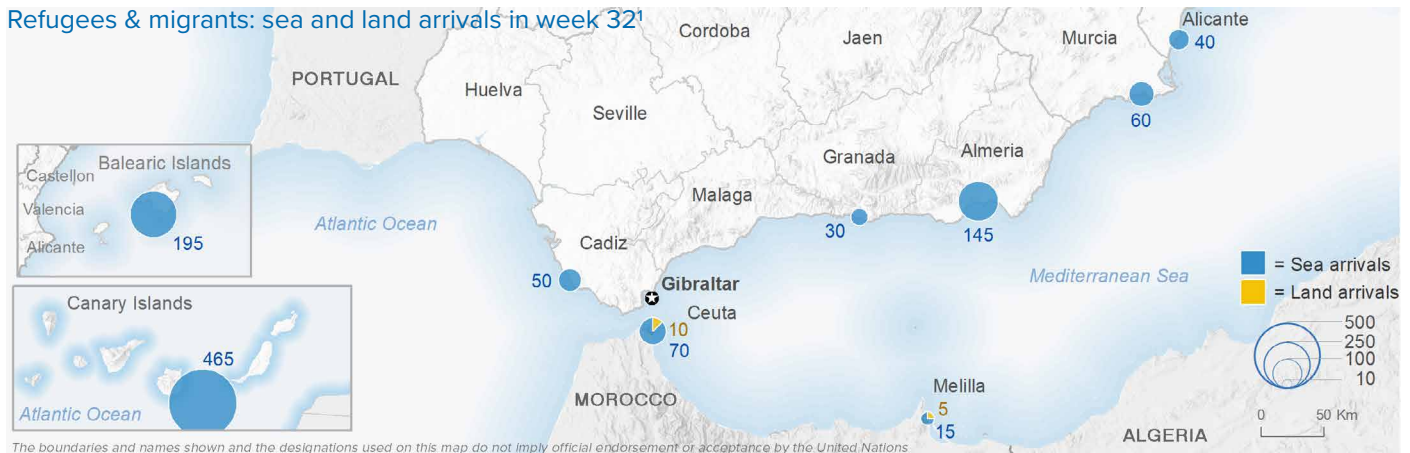 Refugees & migrants: sea and land arrivals in week 32¹
Alicante
40
Cordoba
Jaen
Murcia
PORTUGAL
Huelva
Seville
60
Granada
Almeria
Balearic Islands
Castellon
Valencia
Alicante
195
Malaga
Atlantic Ocean
30
145
Cadiz
50
Gibraltar
Mediterranean Sea
= Sea arrivals
= Land arrivals
Canary Islands
465
Atlantic Ocean
Ceuta
10
70
500
250
100
10
MOROCCO
Melilla
5
15
0 50 Km
ALGERIA
The boundaries and names shown and the designations used on this map do not imply official endorsement or acceptance by the United Nations